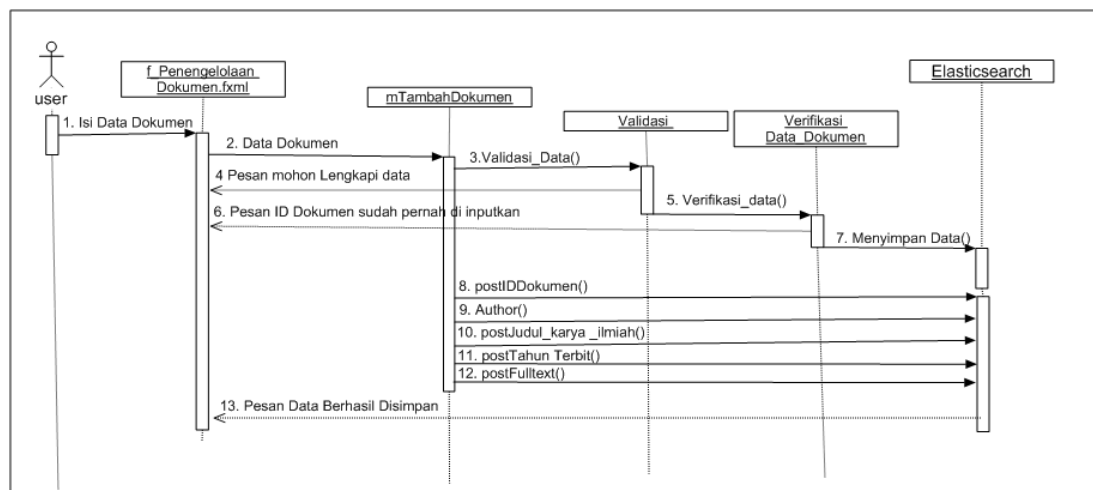 user
f_Penengelolaan
Dokumen.fxml
mTambahDokumen
Validasi
Verifikasi
Data_Dokumen
Elasticsearch
1. Isi Data Dokumen
2. Data Dokumen
3.Validasi_Data()
4 Pesan mohon Lengkapi data
5. Verifikasi_data()
6. Pesan ID Dokumen sudah pernah di inputkan
7. Menyimpan Data()
8. postIDDokumen()
9. Author()
10. postJudul_karya _ilmiah()
11. postTahun Terbit()
12. postFulltext()
13. Pesan Data Berhasil Disimpan